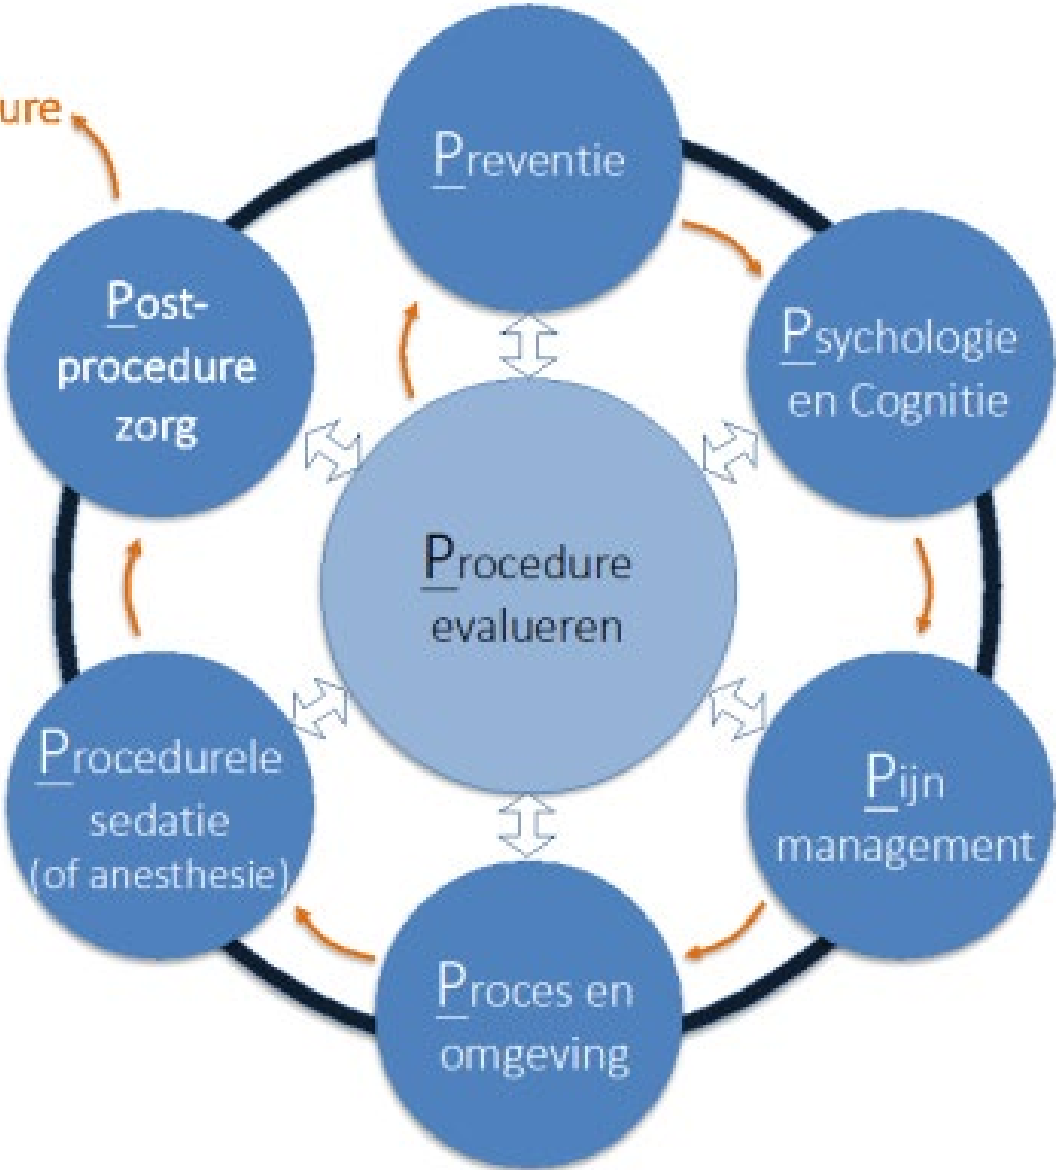 ure
Preventie
Psychologie
en Cognitie
Pijn
management
Proces en
omgeving
Procedurele
sedatie
(of anesthesie)
Post-
procedure
zorg
Procedure
evalueren